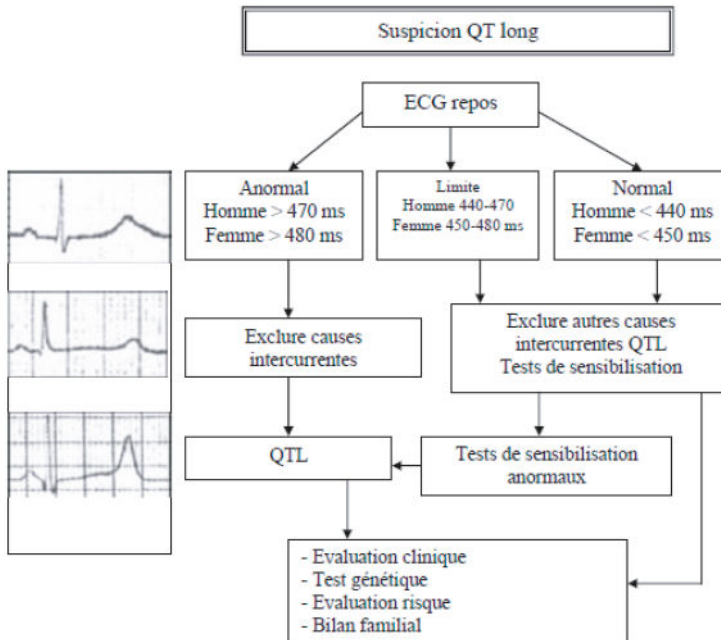 Suspicion QT long
ECG repos
Anormal
Homme > 470 ms
Femme > 480 ms
Limite
Homme 440-470
Femme 450-480 ms
Normal
Homme < 440 ms
Femme < 450 ms
Exclure causes
intercurrentes
Exclure autres causes
intercurrentes QTL
Tests de sensibilisation
QTL
Tests de sensibilisation
anormaux
- Evaluation clinique
- Test génétique
- Evaluation risque
- Bilan familial